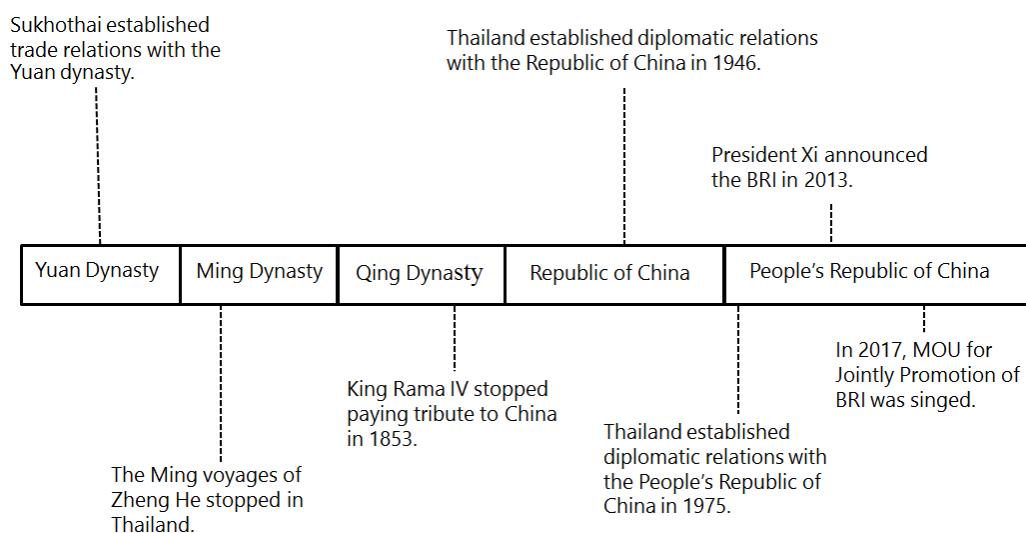 Sukhothai established
trade relations with the
Yuan dynasty.
Thailand established diplomatic relations
with the Republic of China in 1946.
President Xi announced
the BRI in 2013.
Yuan Dynasty
Ming Dynasty
Qing Dynasty
Republic of China
People’s Republic of China
In 2017, MOU for
Jointly Promotion of
BRI was singed.
King Rama IV stopped
paying tribute to China
in 1853.
Thailand established
diplomatic relations with
the People’s Republic of
China in 1975.
The Ming voyages of
Zheng He stopped in
Thailand.